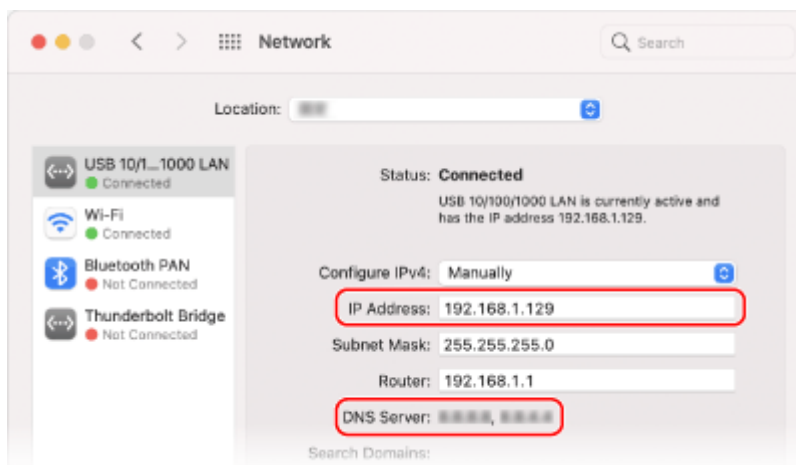 Network
Search
Location:
USB 10/1...1000 LAN
Connected
Wi-Fi
Connected
Bluetooth PAN
Not Connected
Thunderbolt Bridge
Not Connected
Status: Connected
USB 10/100/1000 LAN is currently active and
has the IP address 192.168.1.129.
Configure IPv4: Manually
IP Address: 192.168.1.129
Subnet Mask: 255.255.255.0
Router: 192.168.1.1
DNS Server:
Search Domains: